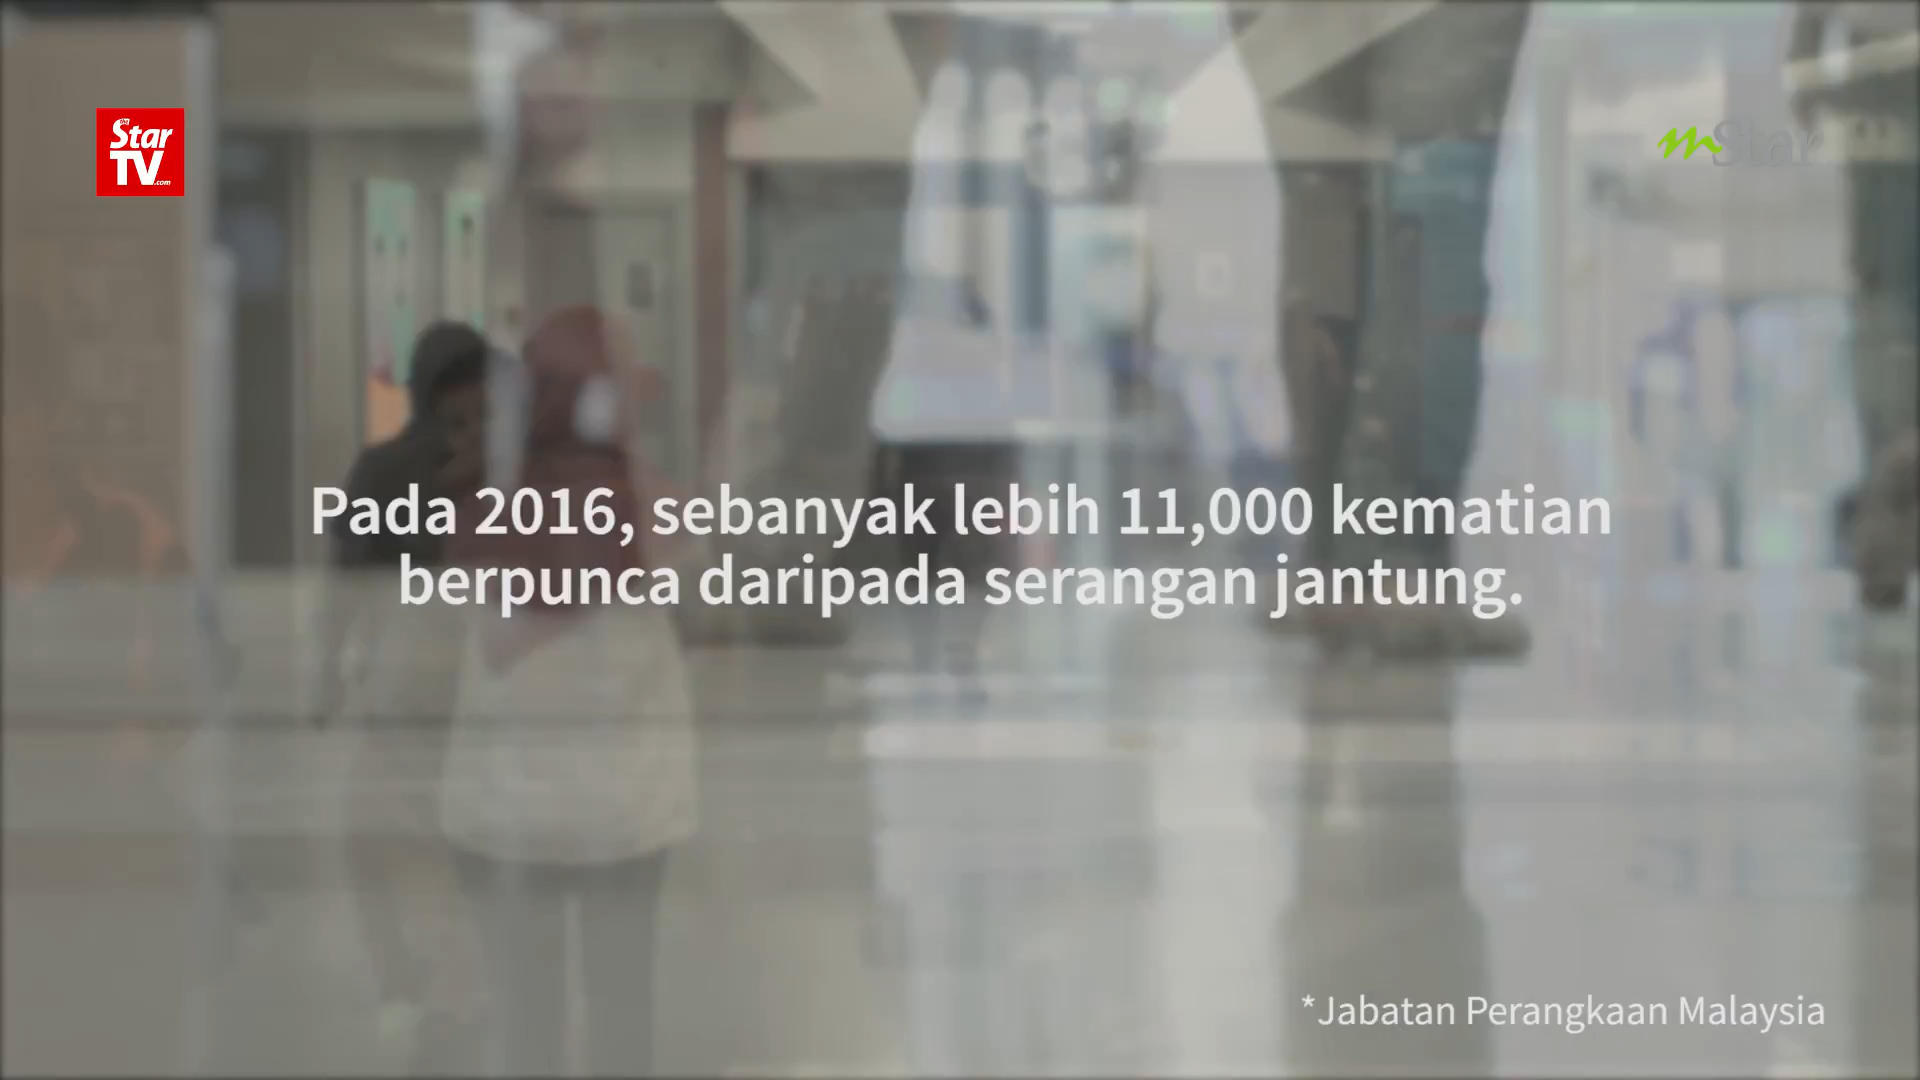 the
Star
TV.com
mStar
Pada 2016, sebanyak lebih 11,000 kematian
berpunca daripada serangan jantung.
*Jabatan Perangkaan Malaysia